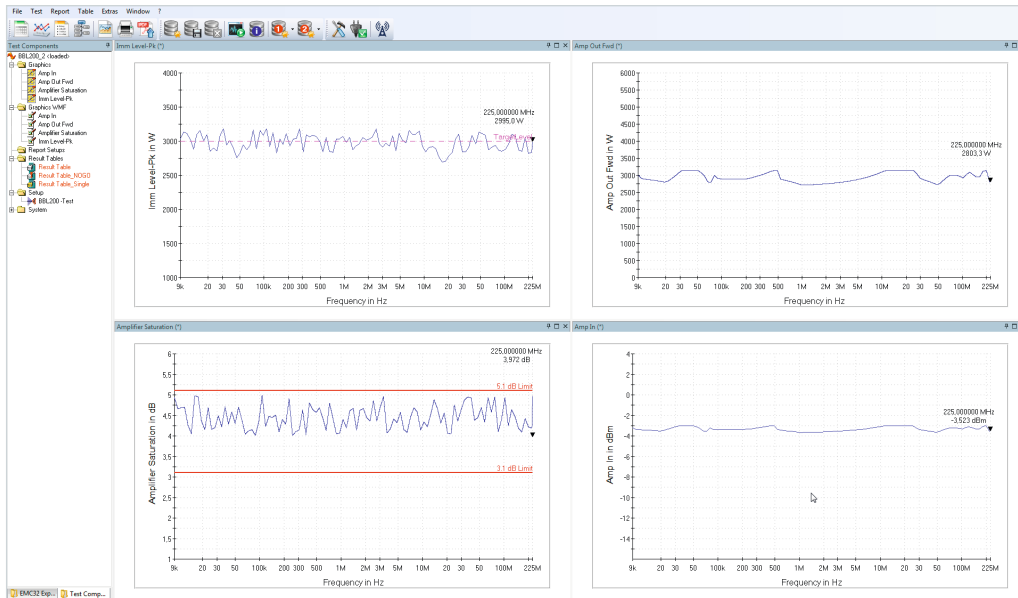 File Test Report Table Extras Window ?
Test Components
BBL200_2 <loaded>
Graphics
Amp In
Amp Out Fwd
Amplifier Saturation
Imm Level-Pk
Graphics WMF
Amp In
Amp Out Fwd
Amplifier Saturation
Imm Level-Pk
Report Setups
Result Tables
Result Table
Result Table_NOGO
Result Table_Single
Setup
BBL200-Test
System
EMC32 Exp... Test Comp...
Imm Level-Pk (*)
4000
3500
3000
2500
2000
1500
1000
Imm Level-Pk in W
225,000000 MHz
2995,0 W
Target Level
9k 20 30 50 100k 200 300 500 1M 2M 3M 5M 10M 20 30 50 100M 225M
Frequency in Hz
Amp Out Fwd (*)
6000
5500
5000
4500
4000
3500
3000
2500
2000
1500
1000
500
0
Amp Out Fwd in W
225,000000 MHz
2803,3 W
9k 20 30 50 100k 200 300 500 1M 2M 3M 5M 10M 20 30 50 100M 225M
Frequency in Hz
Amplifier Saturation (*)
6
5.5
5
4.5
4
3.5
3
2.5
2
1.5
1
Amplifier Saturation in dB
225,000000 MHz
3,972 dB
5.1 dB Limit
3.1 dB Limit
9k 20 30 50 100k 200 300 500 1M 2M 3M 5M 10M 20 30 50 100M 225M
Frequency in Hz
Amp In (*)
4
2
0
-2
-4
-6
-8
-10
-12
-14
Amp In in dBm
225,000000 MHz
-3,523 dBm
9k 20 30 50 100k 200 300 500 1M 2M 3M 5M 10M 20 30 50 100M 225M
Frequency in Hz